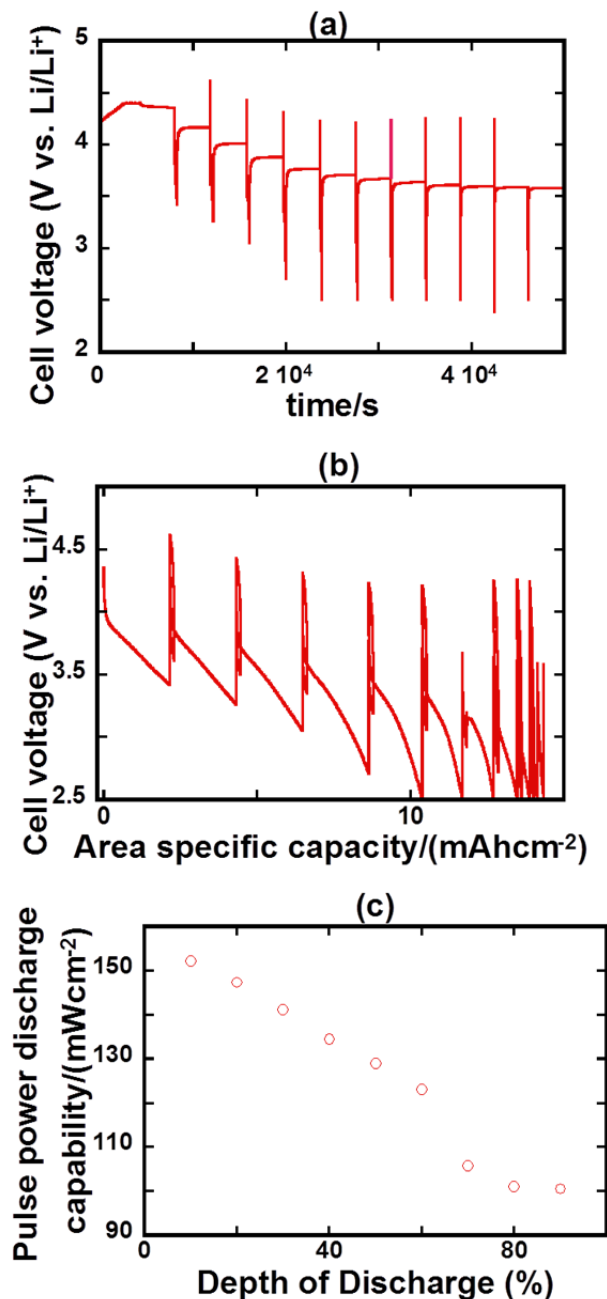 (a)
Cell voltage (V vs. Li/Li⁺)
5
4
3
2
0
2 10⁴
4 10⁴
time/s
(b)
Cell voltage (V vs. Li/Li⁺)
4.5
3.5
2.5
0
10
Area specific capacity/(mAhcm⁻²)
(c)
Pulse power discharge
capability/(mWcm⁻²)
150
130
110
90
0
40
80
Depth of Discharge (%)